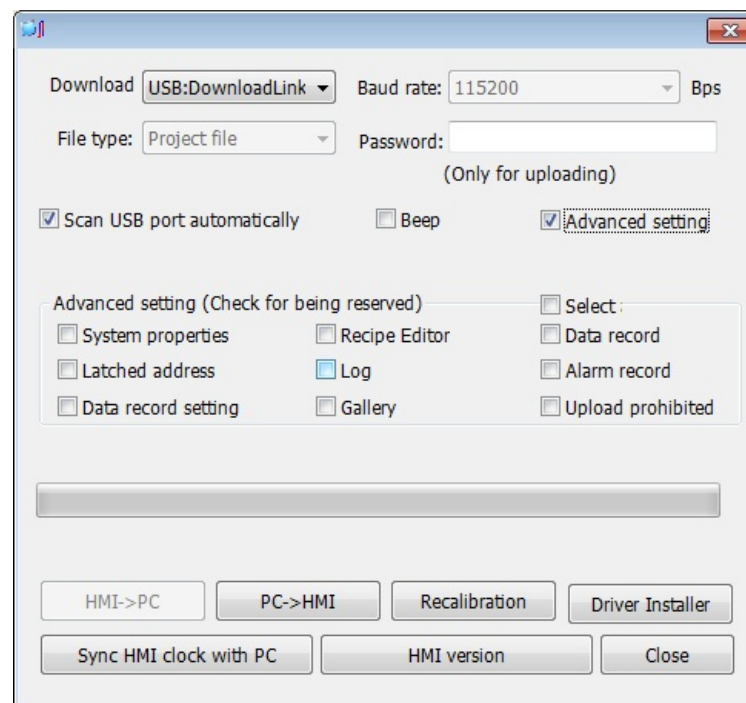 Download USB:DownloadLink Baud rate: 115200 Bps
File type: Project file Password:
(Only for uploading)
Scan USB port automatically Beep Advanced setting
Advanced setting (Check for being reserved) Select
System properties Recipe Editor Data record
Latched address Log Alarm record
Data record setting Gallery Upload prohibited
HMI->PC PC->HMI Recalibration Driver Installer
Sync HMI clock with PC HMI version Close